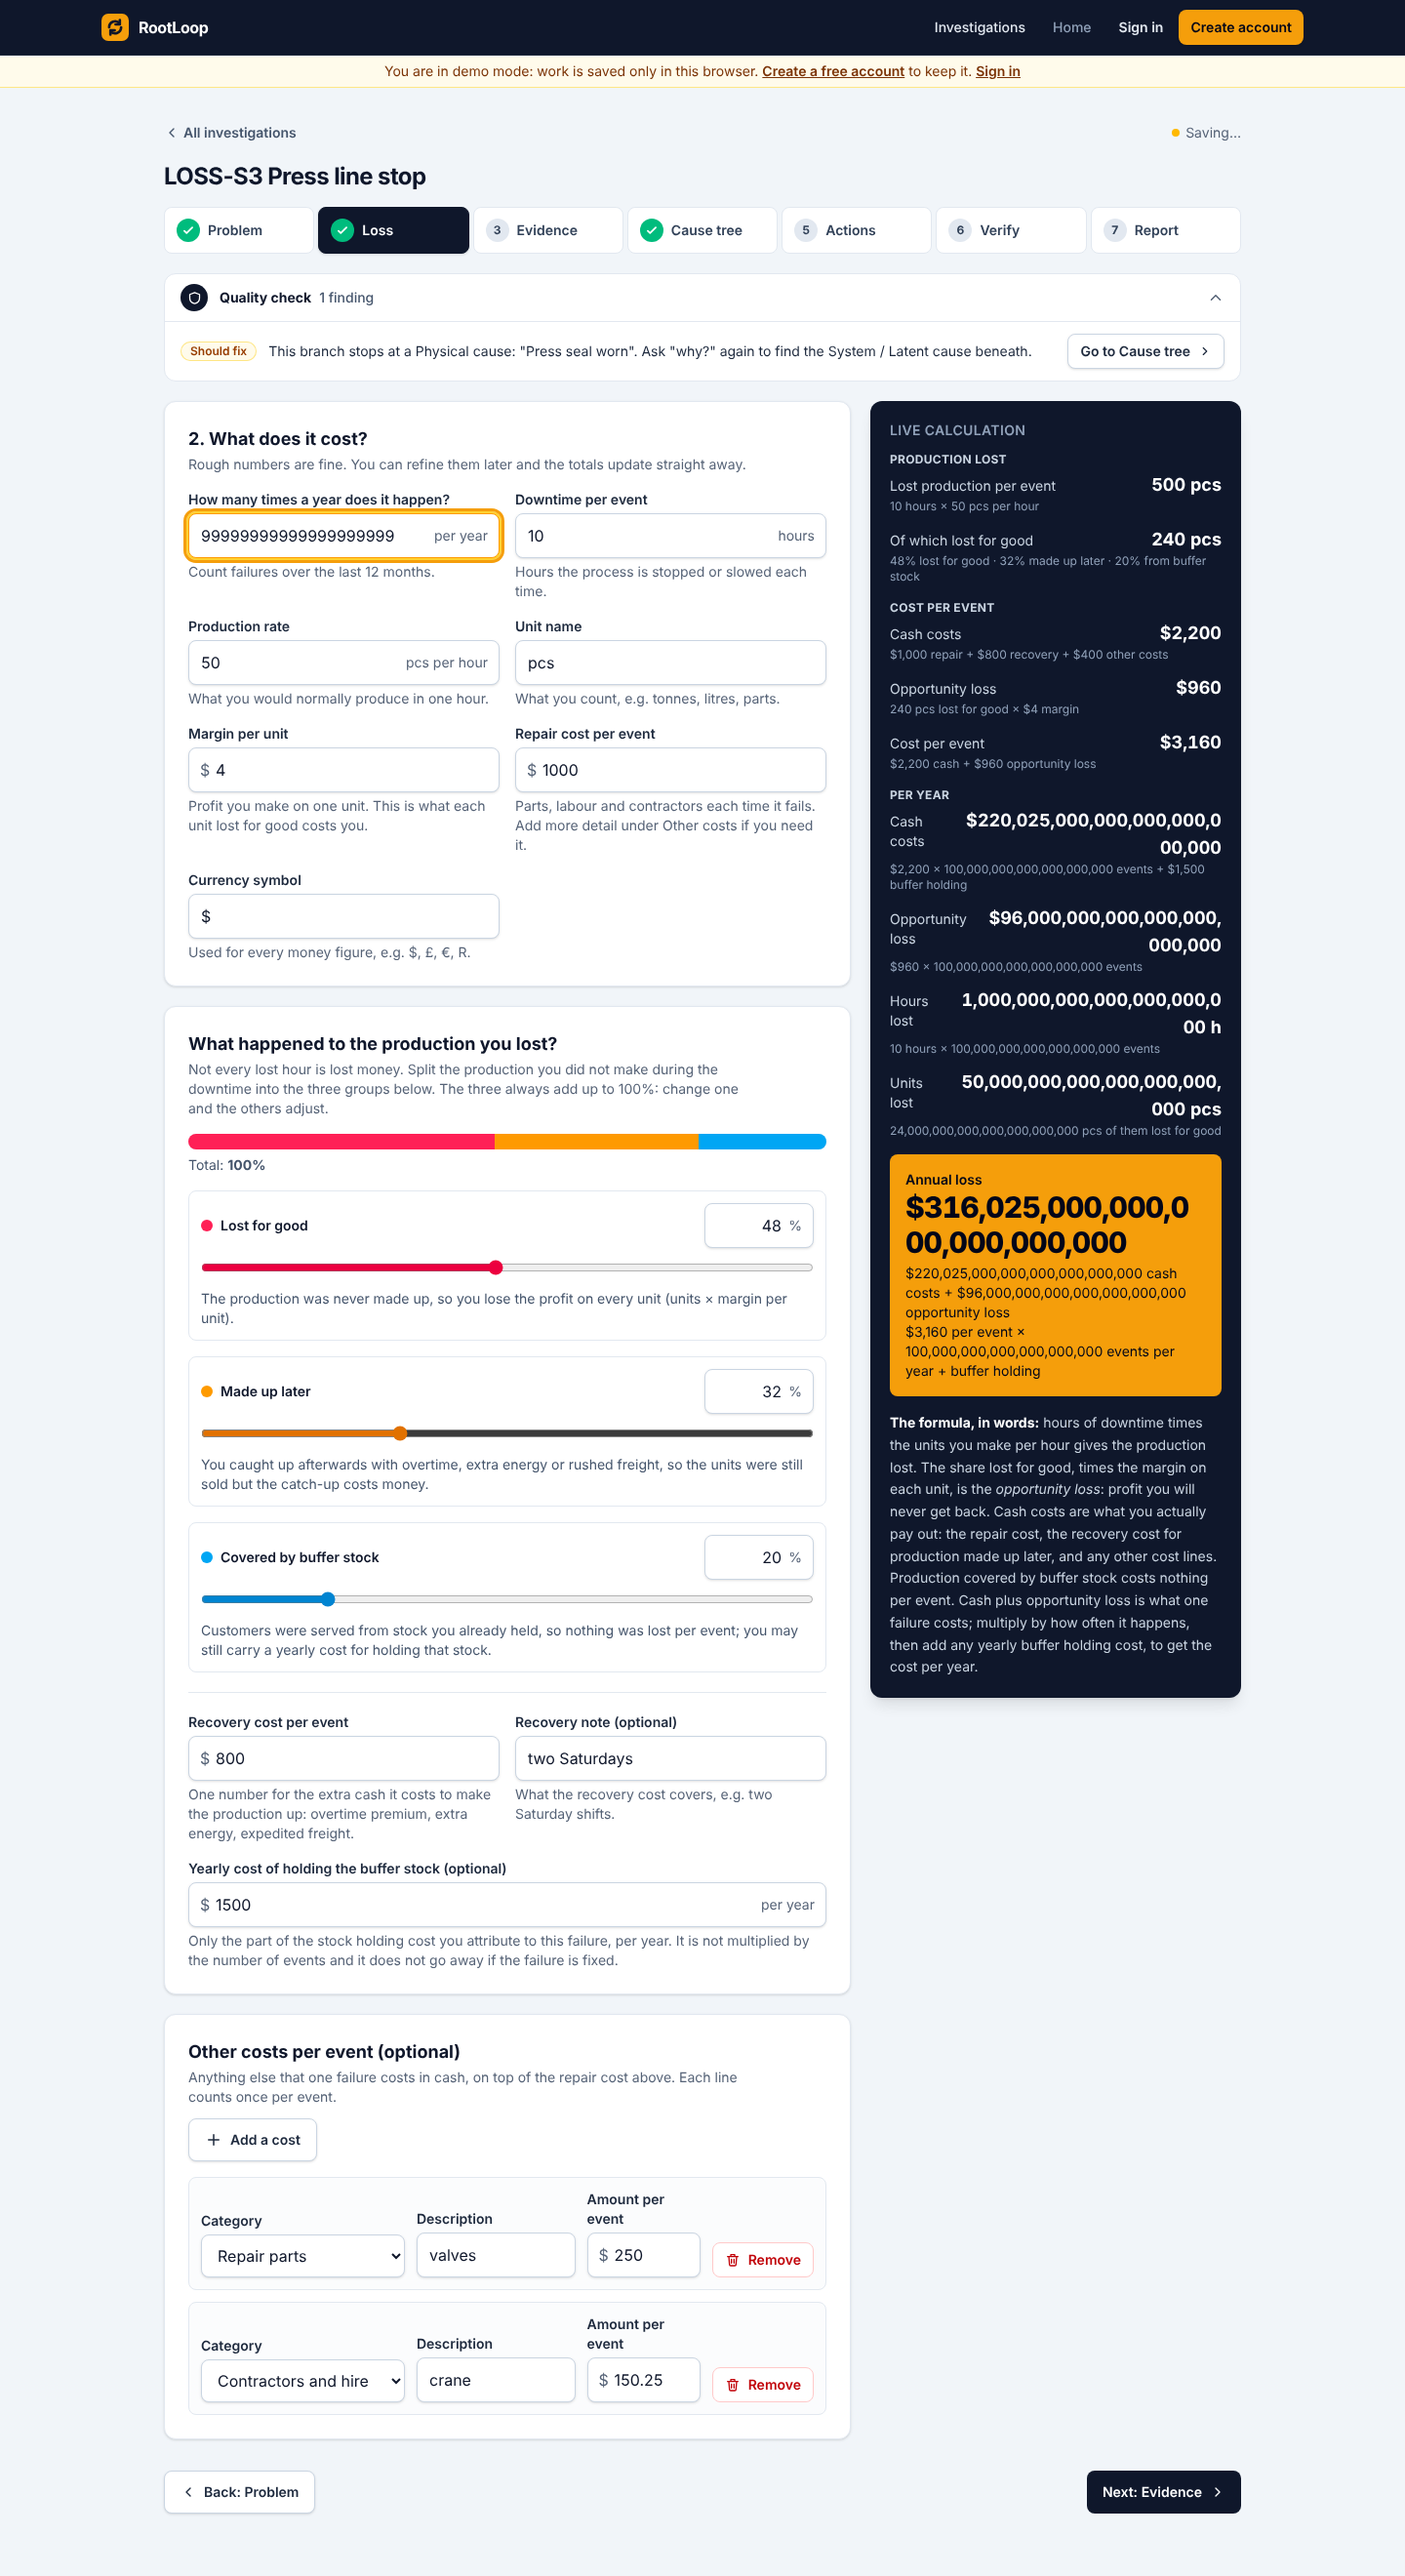 RootLoop
Investigations
Home
Sign in
Create account
You are in demo mode: work is saved only in this browser. Create a free account to keep it. Sign in
All investigations
Saving...
LOSS-S3 Press line stop
Problem
Loss
3 Evidence
Cause tree
5 Actions
6 Verify
7 Report
Quality check 1 finding
Should fix
This branch stops at a Physical cause: "Press seal worn". Ask "why?" again to find the System / Latent cause beneath.
Go to Cause tree
2. What does it cost?
Rough numbers are fine. You can refine them later and the totals update straight away.
How many times a year does it happen?
99999999999999999999 per year
Count failures over the last 12 months.
Downtime per event
10 hours
Hours the process is stopped or slowed each
time.
Production rate
50 pcs per hour
What you would normally produce in one hour.
Unit name
pcs
What you count, e.g. tonnes, litres, parts.
Margin per unit
$ 4
Profit you make on one unit. This is what each
unit lost for good costs you.
Repair cost per event
$ 1000
Parts, labour and contractors each time it fails.
Add more detail under Other costs if you need
it.
Currency symbol
$
Used for every money figure, e.g. $, £, €, R.
What happened to the production you lost?
Not every lost hour is lost money. Split the production you did not make during the
downtime into the three groups below. The three always add up to 100%: change one
and the others adjust.
Total: 100%
Lost for good
48 %
The production was never made up, so you lose the profit on every unit (units × margin per
unit).
Made up later
32 %
You caught up afterwards with overtime, extra energy or rushed freight, so the units were still
sold but the catch-up costs money.
Covered by buffer stock
20 %
Customers were served from stock you already held, so nothing was lost per event; you may
still carry a yearly cost for holding that stock.
Recovery cost per event
$ 800
One number for the extra cash it costs to make
the production up: overtime premium, extra
energy, expedited freight.
Recovery note (optional)
two Saturdays
What the recovery cost covers, e.g. two
Saturday shifts.
Yearly cost of holding the buffer stock (optional)
$ 1500 per year
Only the part of the stock holding cost you attribute to this failure, per year. It is not multiplied by
the number of events and it does not go away if the failure is fixed.
Other costs per event (optional)
Anything else that one failure costs in cash, on top of the repair cost above. Each line
counts once per event.
Add a cost
Category
Repair parts
Description
valves
Amount per
event
$ 250
Remove
Category
Contractors and hire
Description
crane
Amount per
event
$ 150.25
Remove
Back: Problem
Next: Evidence
LIVE CALCULATION
PRODUCTION LOST
Lost production per event 500 pcs
10 hours × 50 pcs per hour
Of which lost for good 240 pcs
48% lost for good · 32% made up later · 20% from buffer
stock
COST PER EVENT
Cash costs $2,200
$1,000 repair + $800 recovery + $400 other costs
Opportunity loss $960
240 pcs lost for good × $4 margin
Cost per event $3,160
$2,200 cash + $960 opportunity loss
PER YEAR
Cash
costs
$220,025,000,000,000,000,000,0
00,000
$2,200 × 100,000,000,000,000,000,000 events + $1,500
buffer holding
Opportunity
loss
$96,000,000,000,000,000,
000,000
$960 × 100,000,000,000,000,000,000 events
Hours
lost
1,000,000,000,000,000,000,0
00 h
10 hours × 100,000,000,000,000,000,000 events
Units
lost
50,000,000,000,000,000,000,
000 pcs
24,000,000,000,000,000,000,000 pcs of them lost for good
Annual loss
$316,025,000,000,0
00,000,000,000
$220,025,000,000,000,000,000,000 cash
costs + $96,000,000,000,000,000,000,000
opportunity loss
$3,160 per event ×
100,000,000,000,000,000,000 events per
year + buffer holding
The formula, in words: hours of downtime times
the units you make per hour gives the production
lost. The share lost for good, times the margin on
each unit, is the opportunity loss: profit you will
never get back. Cash costs are what you actually
pay out: the repair cost, the recovery cost for
production made up later, and any other cost lines.
Production covered by buffer stock costs nothing
per event. Cash plus opportunity loss is what one
failure costs; multiply by how often it happens,
then add any yearly buffer holding cost, to get the
cost per year.